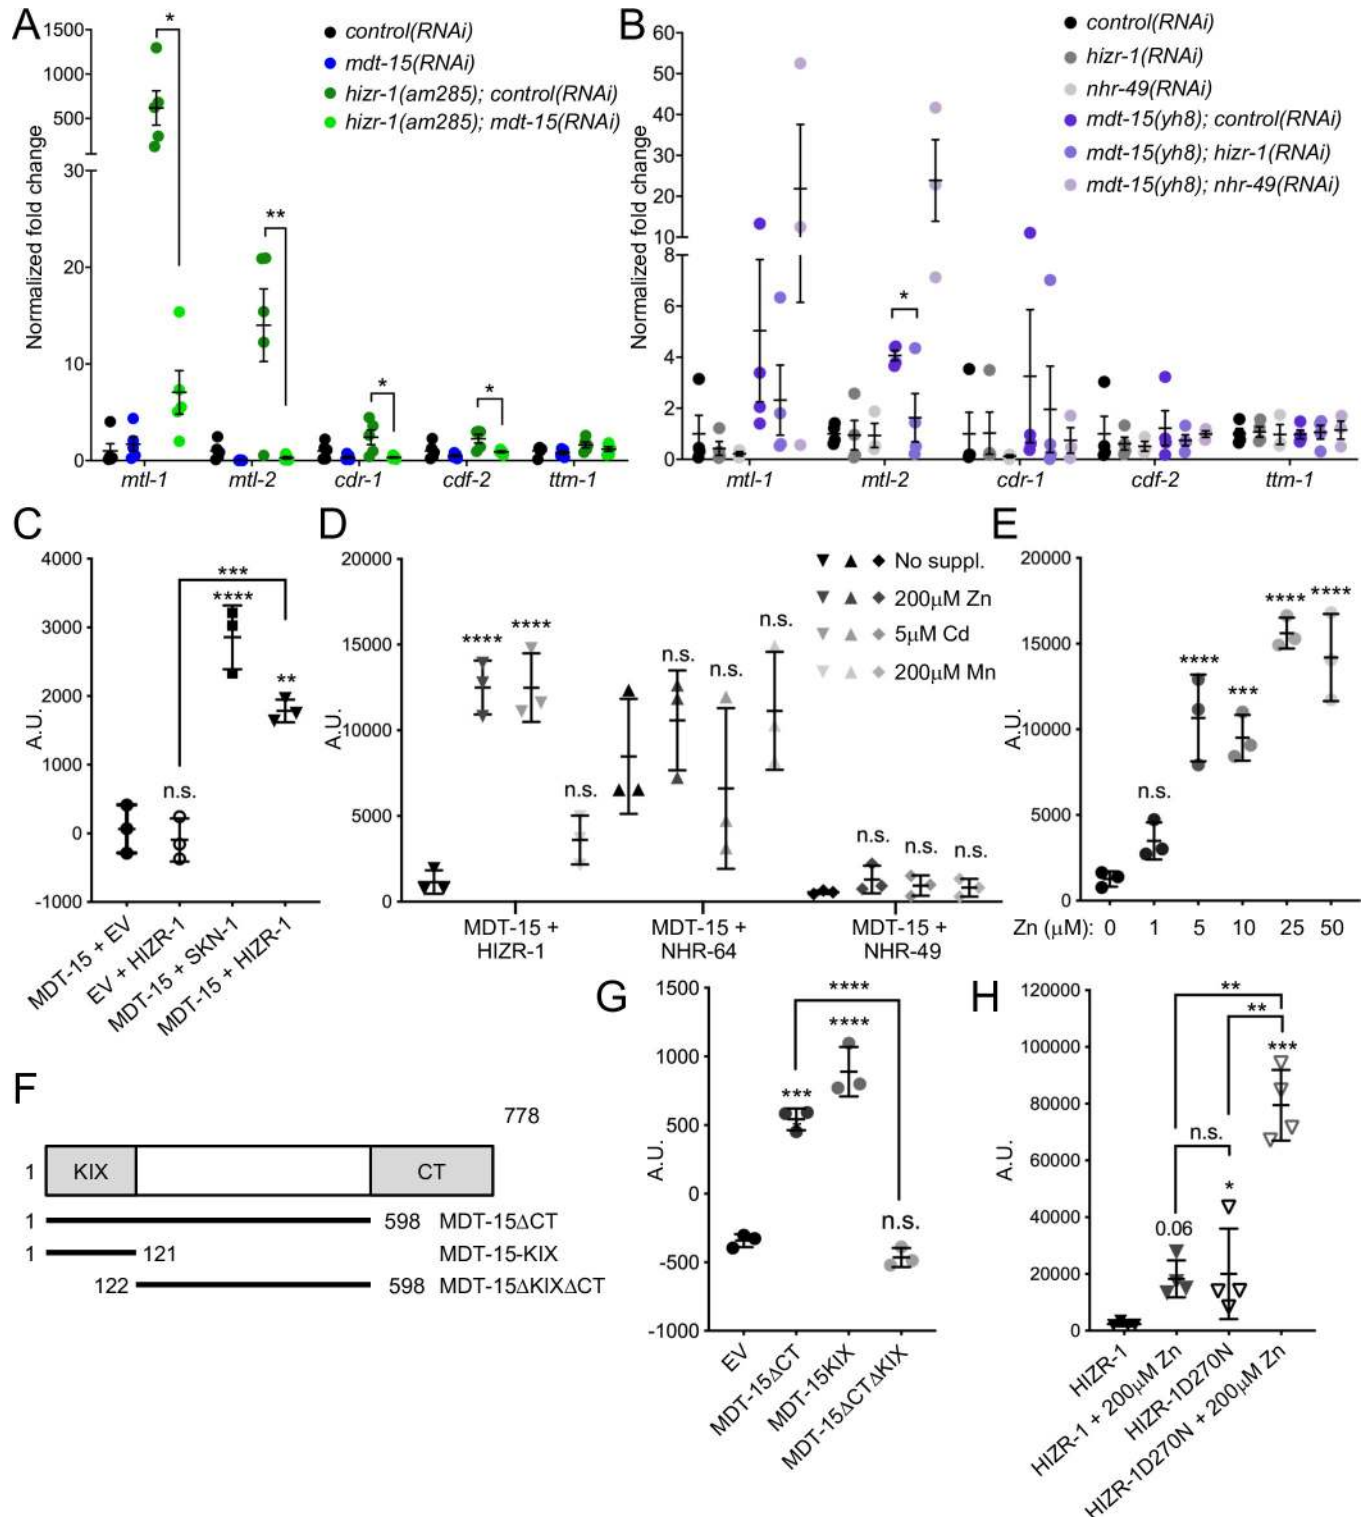 A
Normalized fold change
1500
1000
500
30
20
10
0
*
**
*
*
control(RNAi)
mdt-15(RNAi)
hizr-1(am285); control(RNAi)
hizr-1(am285); mdt-15(RNAi)
mtl-1 mtl-2 cdr-1 cdf-2 ttm-1
B
Normalized fold change
60
50
40
30
20
10
8
6
4
2
0
*
control(RNAi)
hizr-1(RNAi)
nhr-49(RNAi)
mdt-15(yh8); control(RNAi)
mdt-15(yh8); hizr-1(RNAi)
mdt-15(yh8); nhr-49(RNAi)
mtl-1 mtl-2 cdr-1 cdf-2 ttm-1
C
A.U.
4000
3000
2000
1000
0
-1000
***
****
**
n.s.
MDT-15 + EV
EV + HIZR-1
MDT-15 + SKN-1
MDT-15 + HIZR-1
D
A.U.
20000
15000
10000
5000
0
**** **** n.s. n.s. n.s. n.s. n.s. n.s. n.s.
No suppl.
200μM Zn
5μM Cd
200μM Mn
MDT-15 + HIZR-1
MDT-15 + NHR-64
MDT-15 + NHR-49
E
A.U.
20000
15000
10000
5000
0
n.s. **** *** **** ****
Zn (μM): 0 1 5 10 25 50
F
778
1 KIX CT
1 598 MDT-15ΔCT
1 121 MDT-15-KIX
122 598 MDT-15ΔKIXΔCT
G
A.U.
1500
1000
500
0
-500
-1000
****
****
***
n.s.
EV
MDT-15ΔCT
MDT-15KIX
MDT-15ΔCTΔKIX
H
A.U.
120000
100000
80000
60000
40000
20000
0
**
**
***
n.s.
*
0.06
HIZR-1
HIZR-1 + 200μM Zn
HIZR-1D270N
HIZR-1D270N + 200μM Zn